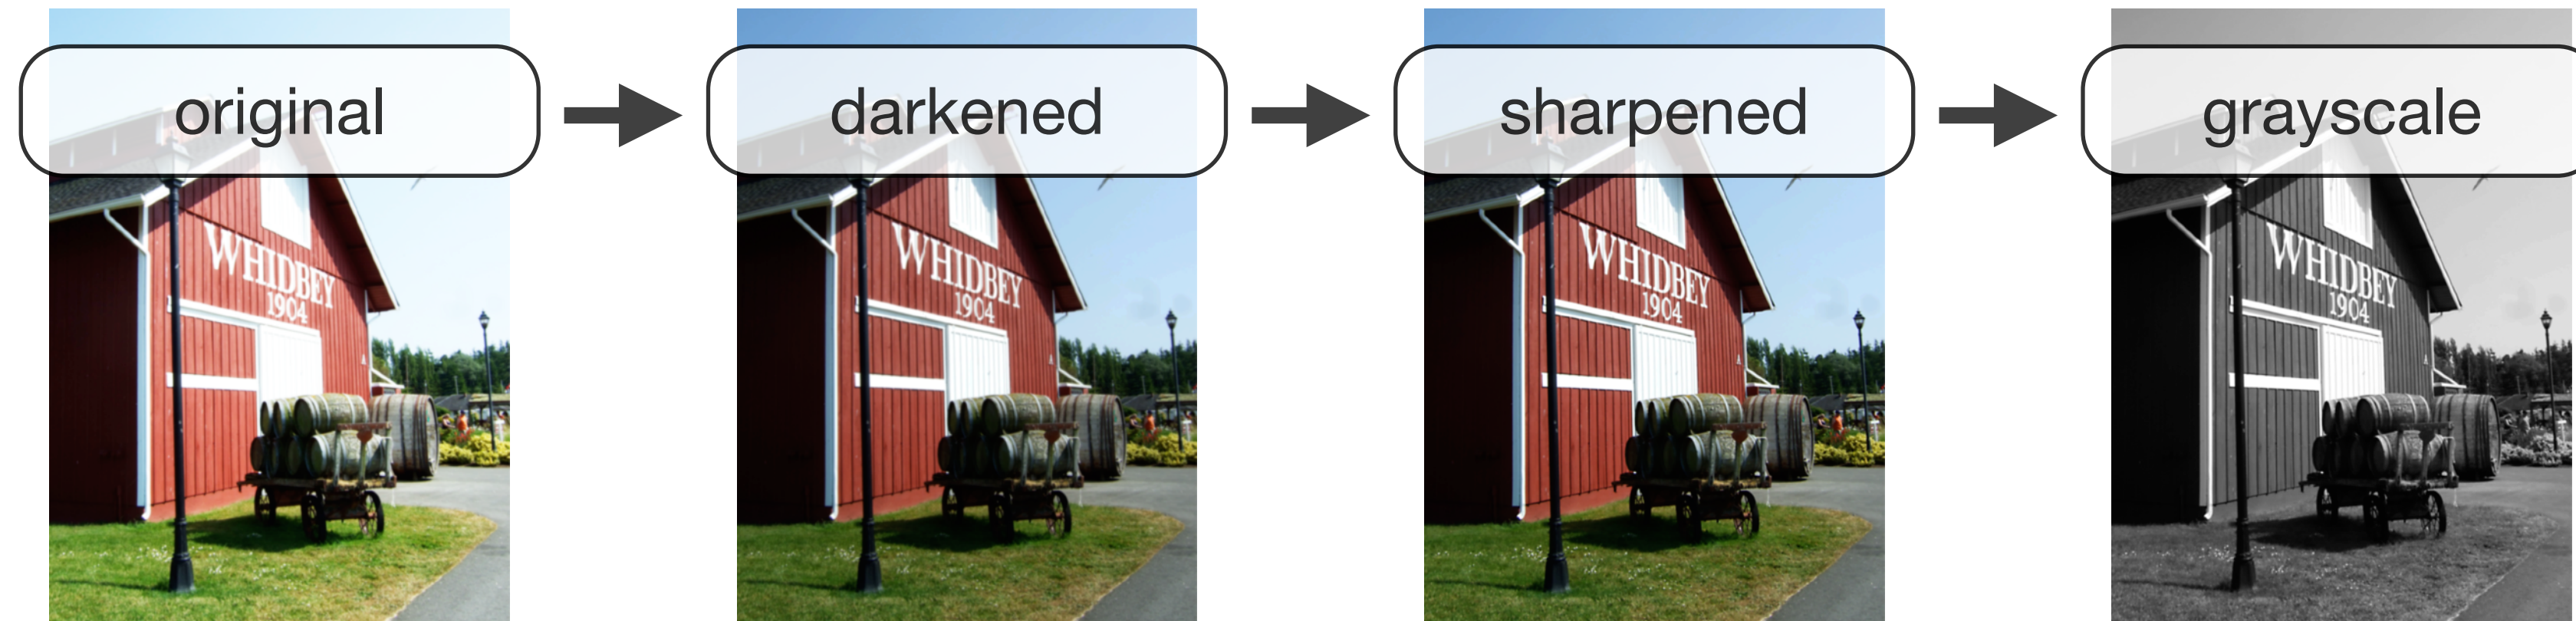 original
darkened
sharpened
grayscale
WHIDBEY
1904
WHIDBEY
1904
WHIDBEY
1904
WHIDBEY
1904